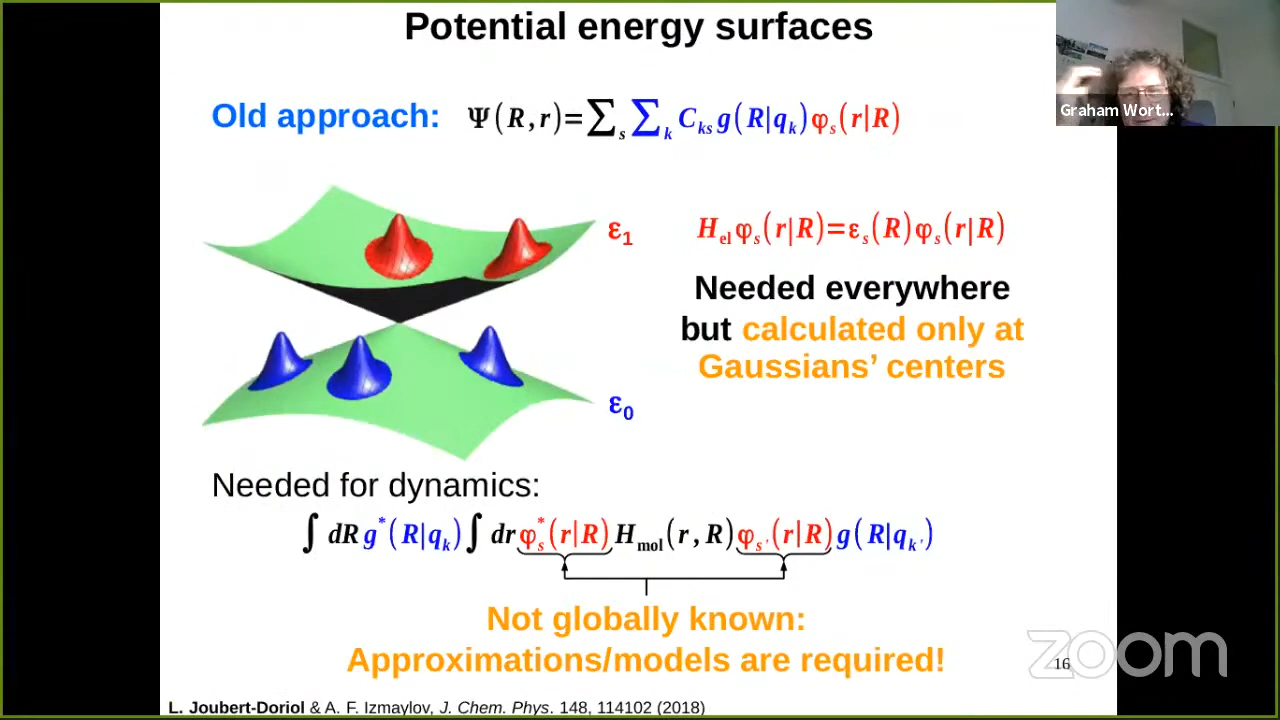 Potential energy surfaces
Graham Wort...
Old approach: Ψ(R,r)=∑ₛ ∑ₖ Cₖₛ g(R|qₖ)φₛ(r|R)
ε₁
H_el φₛ(r|R)=εₛ(R)φₛ(r|R)
Needed everywhere
but calculated only at
Gaussians’ centers
ε₀
Needed for dynamics:
∫ dR g*(R|qₖ)∫ dr φₛ*(r|R) H_mol(r,R) φₛ′(r|R) g(R|qₖ′)
Not globally known:
Approximations/models are required!
zoom
16
L. Joubert-Doriol & A. F. Izmaylov, J. Chem. Phys. 148, 114102 (2018)